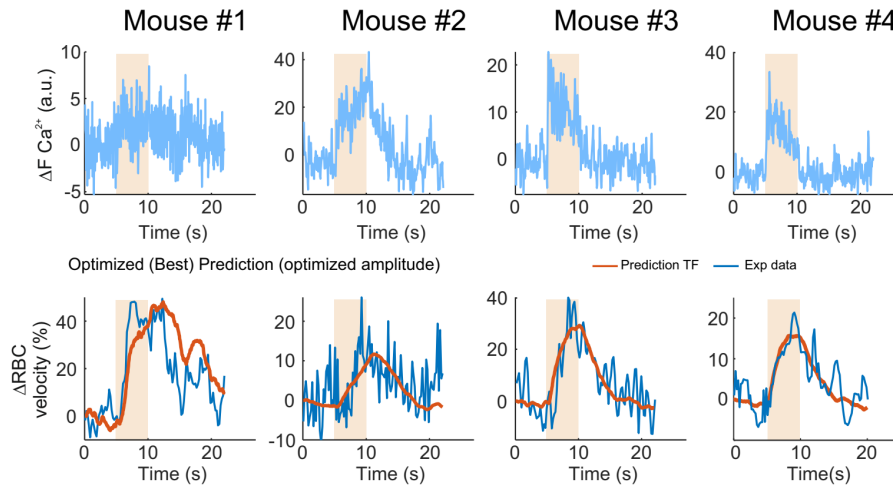 Mouse #1 Mouse #2 Mouse #3 Mouse #4
ΔF Ca²⁺ (a.u.)
10
5
0
-5
0 10 20
Time (s)
40
20
0
0 10 20
Time (s)
20
10
0
0 10 20
Time (s)
40
20
0
0 10 20
Time (s)
Optimized (Best) Prediction (optimized amplitude)
Prediction TF Exp data
ΔRBC
velocity (%)
40
20
0
0 10 20
Time (s)
20
10
0
-10
0 10 20
Time (s)
40
20
0
0 10 20
Time (s)
20
10
0
0 10 20
Time(s)